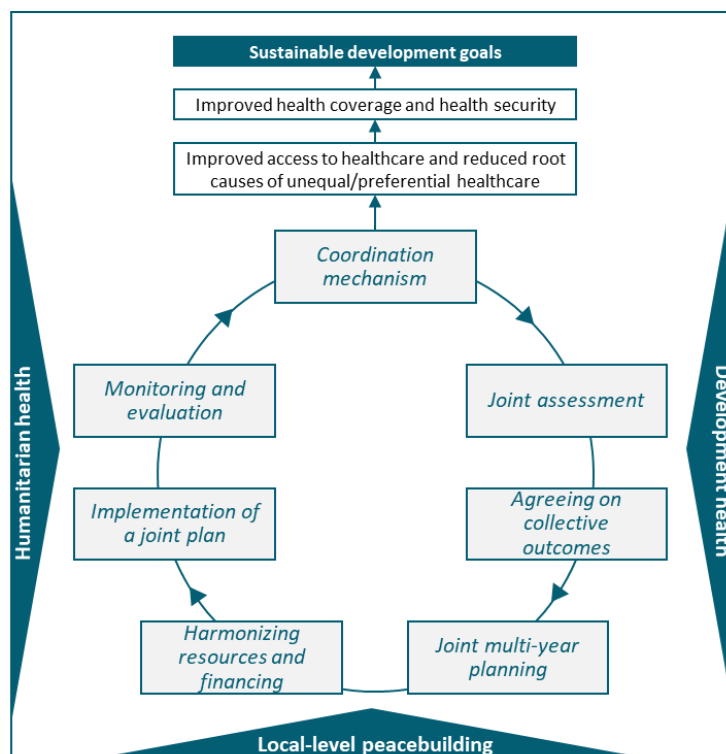 Sustainable development goals
Improved health coverage and health security
Improved access to healthcare and reduced root
causes of unequal/preferential healthcare
Coordination
mechanism
Monitoring and
evaluation
Joint assessment
Humanitarian health
Development health
Implementation of
a joint plan
Agreeing on
collective
outcomes
Harmonizing
resources and
financing
Joint multi-year
planning
Local-level peacebuilding